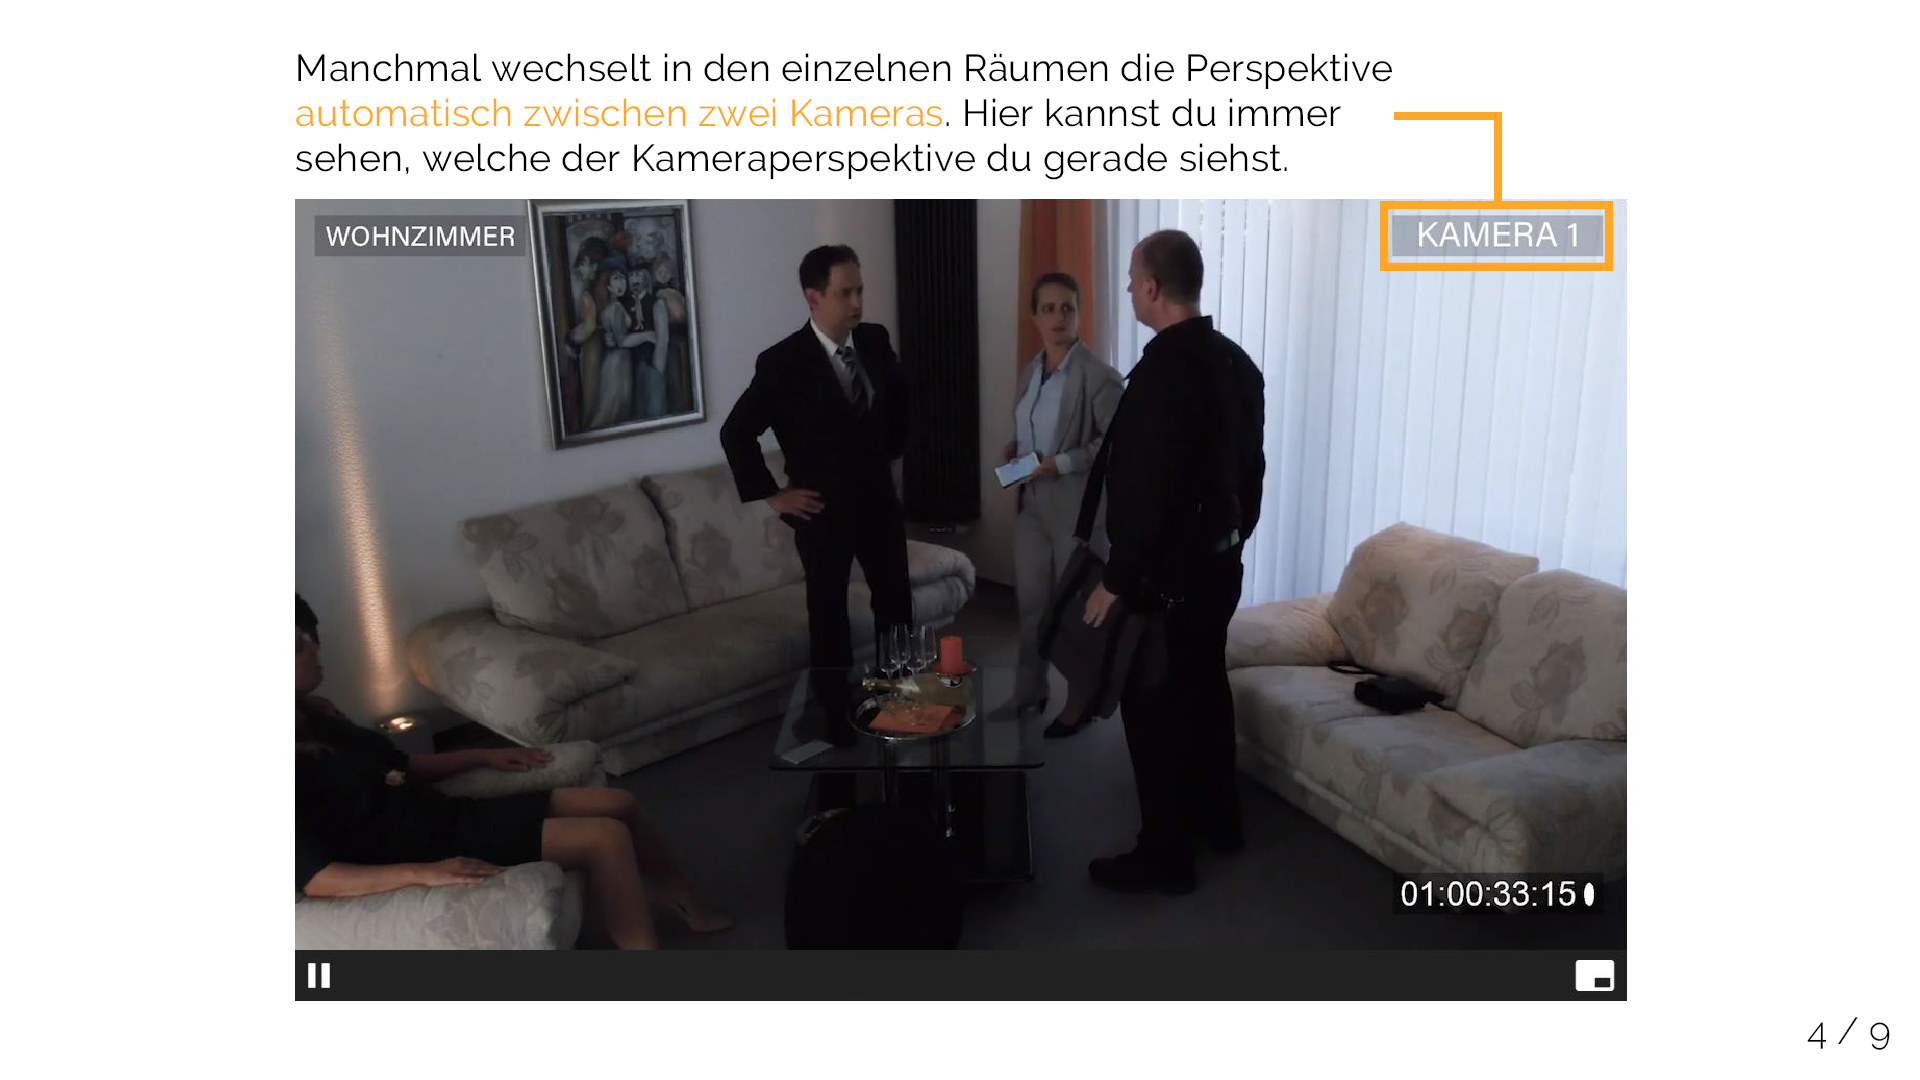 Manchmal wechselt in den einzelnen Räumen die Perspektive
automatisch zwischen zwei Kameras. Hier kannst du immer
sehen, welche der Kameraperspektive du gerade siehst.
WOHNZIMMER
KAMERA 1
01:00:33:15
4 / 9